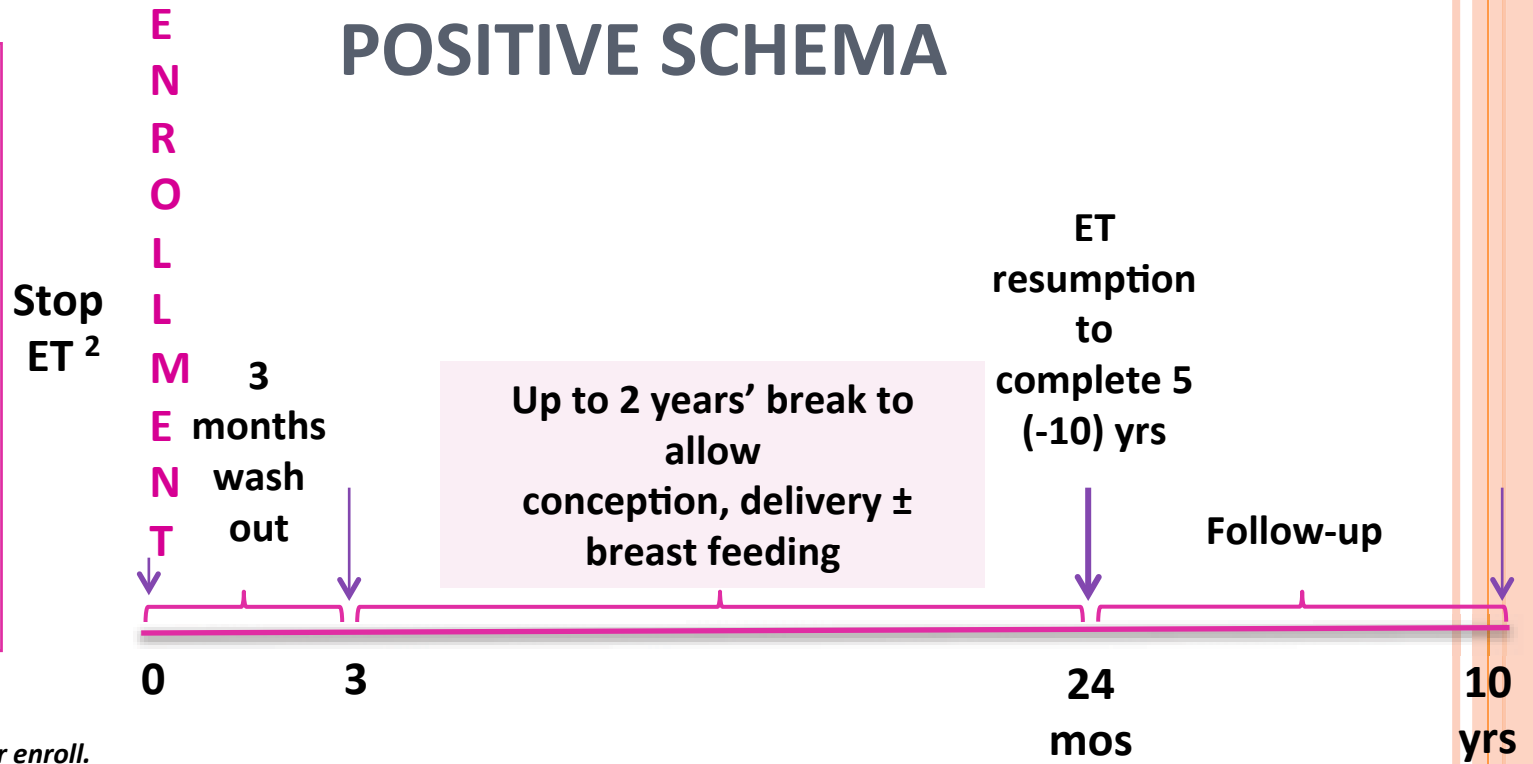 POSITIVE SCHEMA
Stop
ET 2
ENROLLMENT
3
months
wash
out
Up to 2 years’ break to
allow
conception, delivery ±
breast feeding
ET
resumption
to
complete 5
(-10) yrs
Follow-up
0
3
24
mos
10
yrs
r enroll.